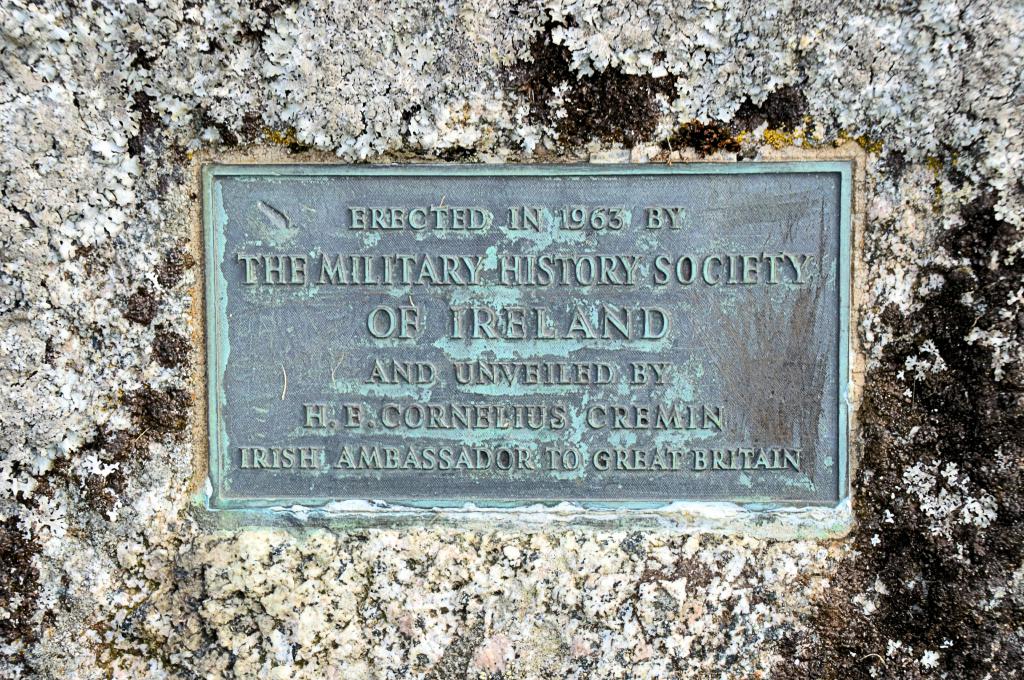 ERECTED IN 1963 BY
THE MILITARY HISTORY SOCIETY
OF IRELAND
AND UNVEILED BY
H. E. CORNELIUS CREMIN
IRISH AMBASSADOR TO GREAT BRITAIN